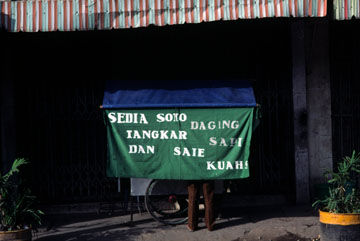 SEDIA SOTO
TANGKAR DAGING
SAPI
DAN SATE
KUAH!